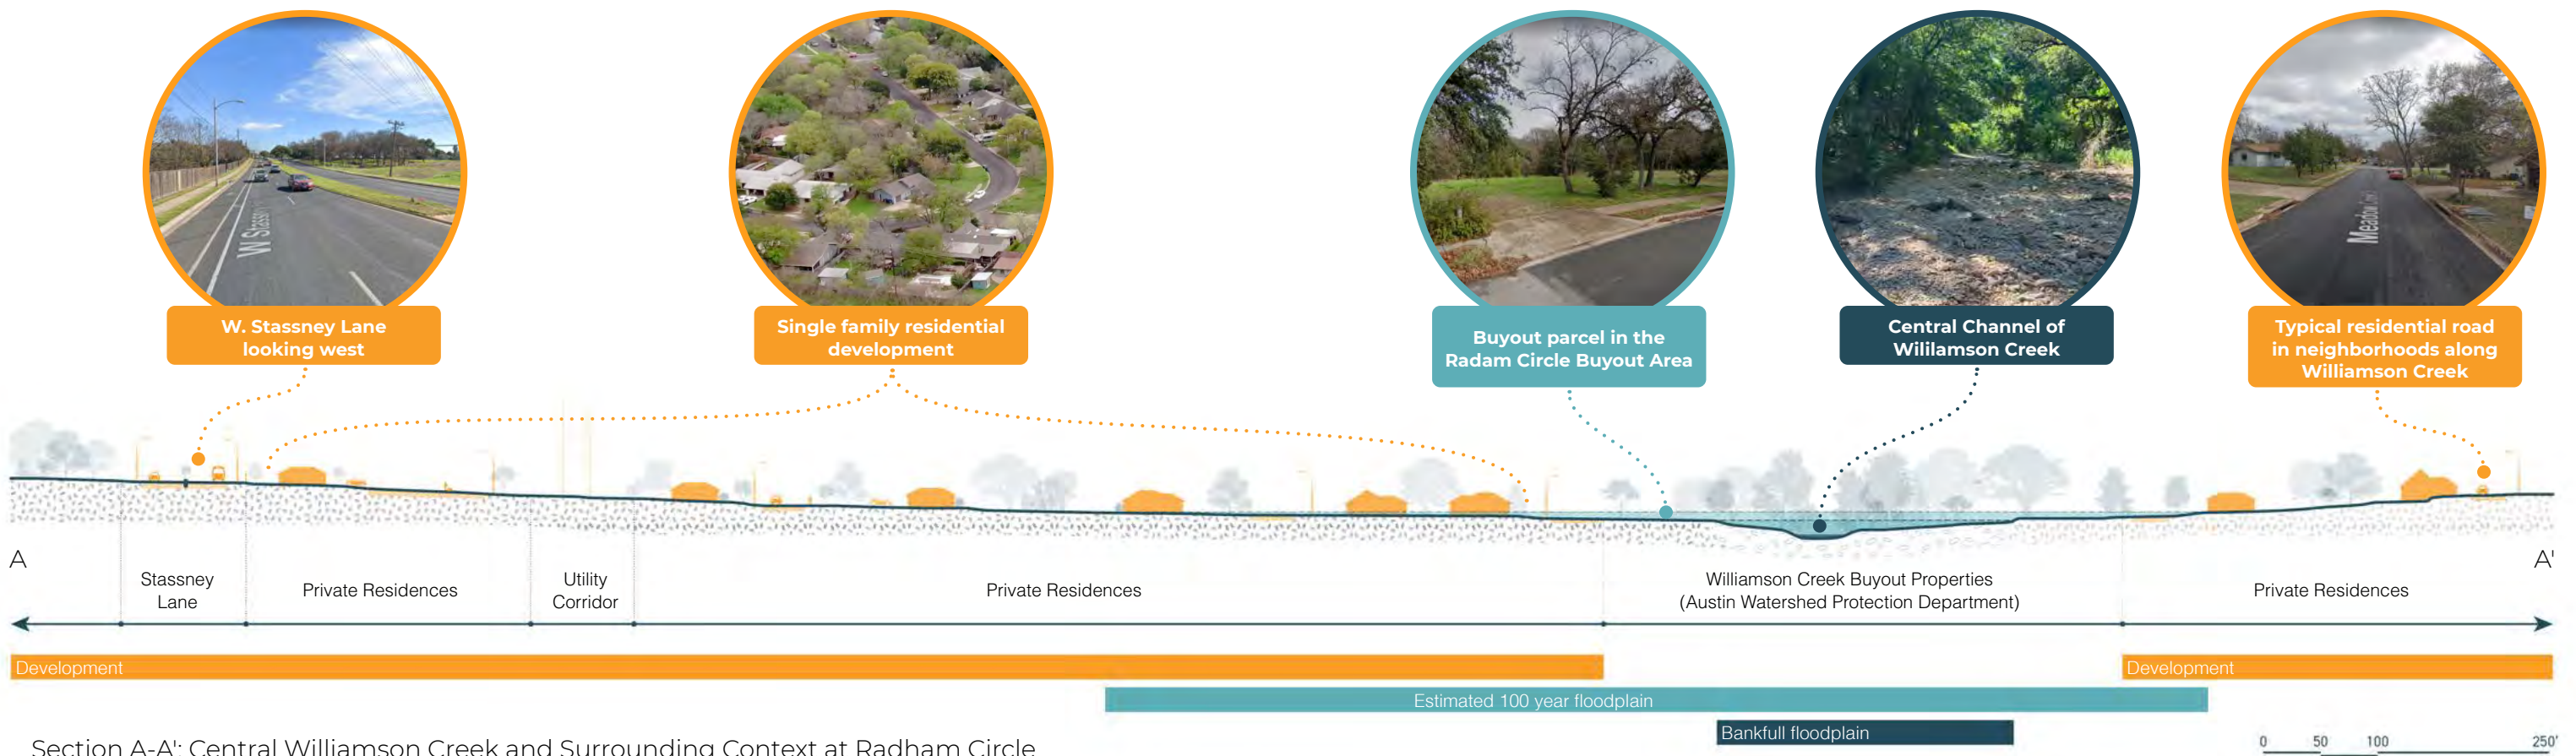 W Stassn
Meadow
W. Stassney Lane
looking west
Single family residential
development
Buyout parcel in the
Radam Circle Buyout Area
Central Channel of
Wililamson Creek
Typical residential road
in neighborhoods along
Williamson Creek
A
A'
Stassney
Lane
Private Residences
Utility
Corridor
Private Residences
Williamson Creek Buyout Properties
(Austin Watershed Protection Department)
Private Residences
Development
Development
Estimated 100 year floodplain
Bankfull floodplain
Section A-A': Central Williamson Creek and Surrounding Context at Radham Circle
0 50 100 250'